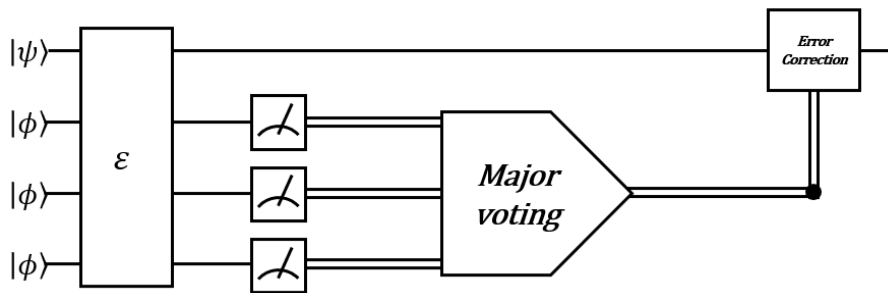 |ψ⟩
Error
Correction
|ϕ⟩
ε
Major
voting
|ϕ⟩
|ϕ⟩